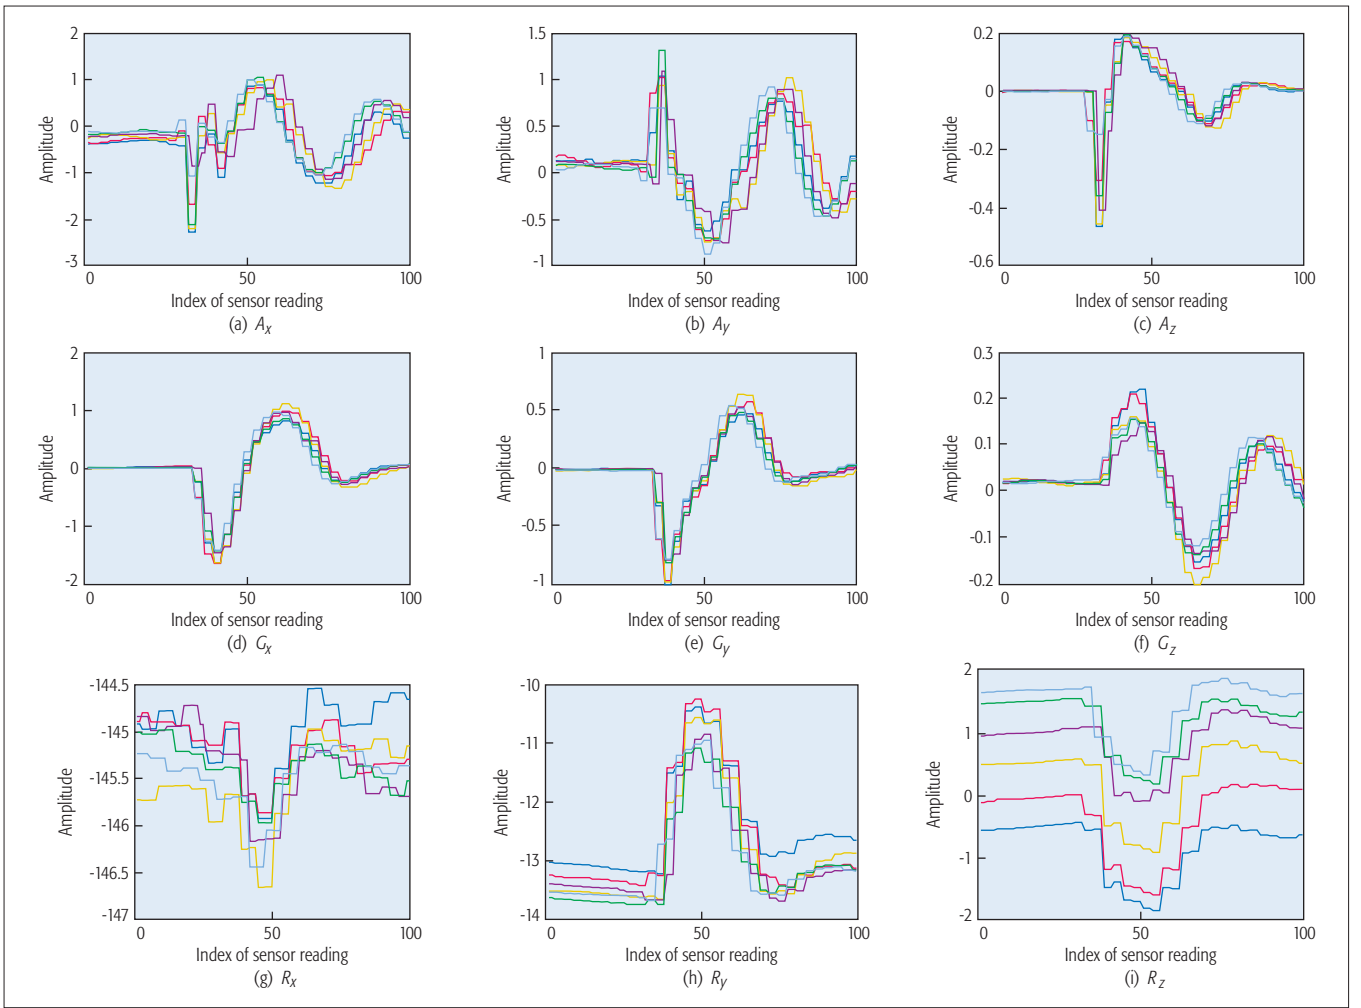 2
1
0
-1
-2
-3
Amplitude
0
50
100
Index of sensor reading
(a) Ax
1.5
1
0.5
0
-0.5
-1
Amplitude
50
100
Index of sensor reading
(b) Ay
0.2
0
-0.2
-0.4
-0.6
Amplitude
0
50
100
Index of sensor reading
(c) Az
2
1
0
-1
-2
Amplitude
0
50
100
Index of sensor reading
(d) Gx
1
0.5
0
-0.5
-1
Amplitude
0
50
100
Index of sensor reading
(e) Gy
0.3
0.2
0.1
0
-0.1
-0.2
Amplitude
0
50
100
Index of sensor reading
(f) Gz
-144.5
-145
-145.5
-146
-146.5
-147
Amplitude
0
50
100
Index of sensor reading
(g) Rx
-10
-11
-12
-13
-14
Amplitude
0
50
100
Index of sensor reading
(h) Ry
2
1
0
-1
-2
Amplitude
0
50
100
Index of sensor reading
(i) Rz